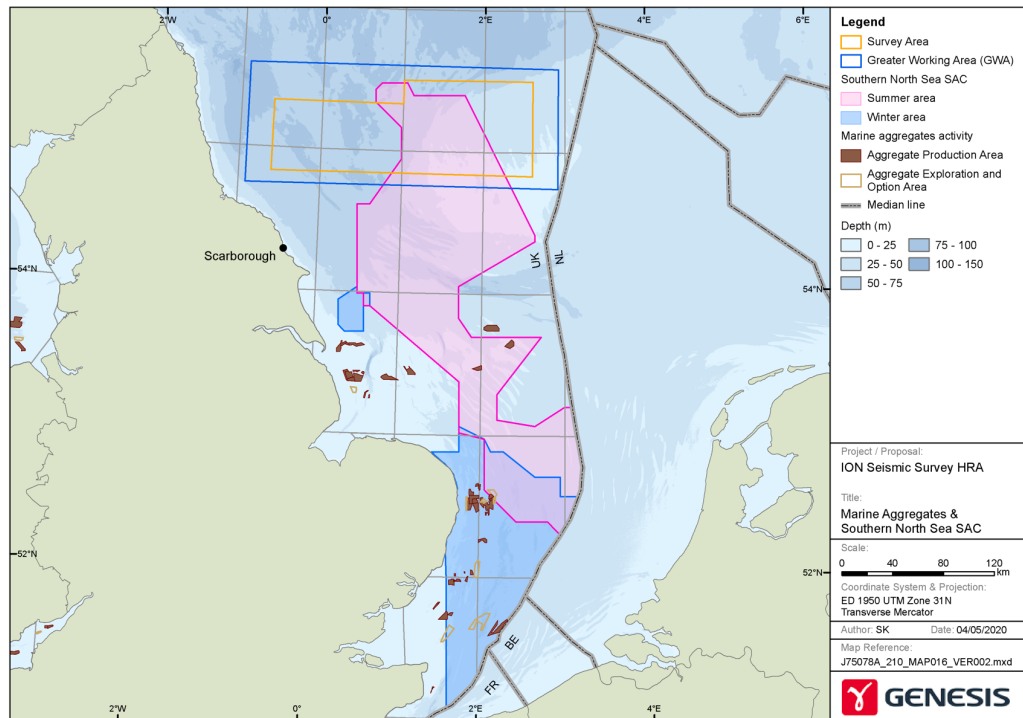 2°W
0°
2°E
4°E
6°E
Scarborough
54°N
54°N
UK
NL
52°N
52°N
BE
FR
2°W
0°
2°E
4°E
Legend
Survey Area
Greater Working Area (GWA)
Southern North Sea SAC
Summer area
Winter area
Marine aggregates activity
Aggregate Production Area
Aggregate Exploration and
Option Area
Median line
Depth (m)
0 - 25
75 - 100
25 - 50
100 - 150
50 - 75
Project / Proposal:
ION Seismic Survey HRA
Title:
Marine Aggregates &
Southern North Sea SAC
Scale:
0 40 80 120
km
Coordinate System & Projection:
ED 1950 UTM Zone 31N
Transverse Mercator
Author: SK Date: 04/05/2020
Map Reference:
J75078A_210_MAP016_VER002.mxd
GENESIS